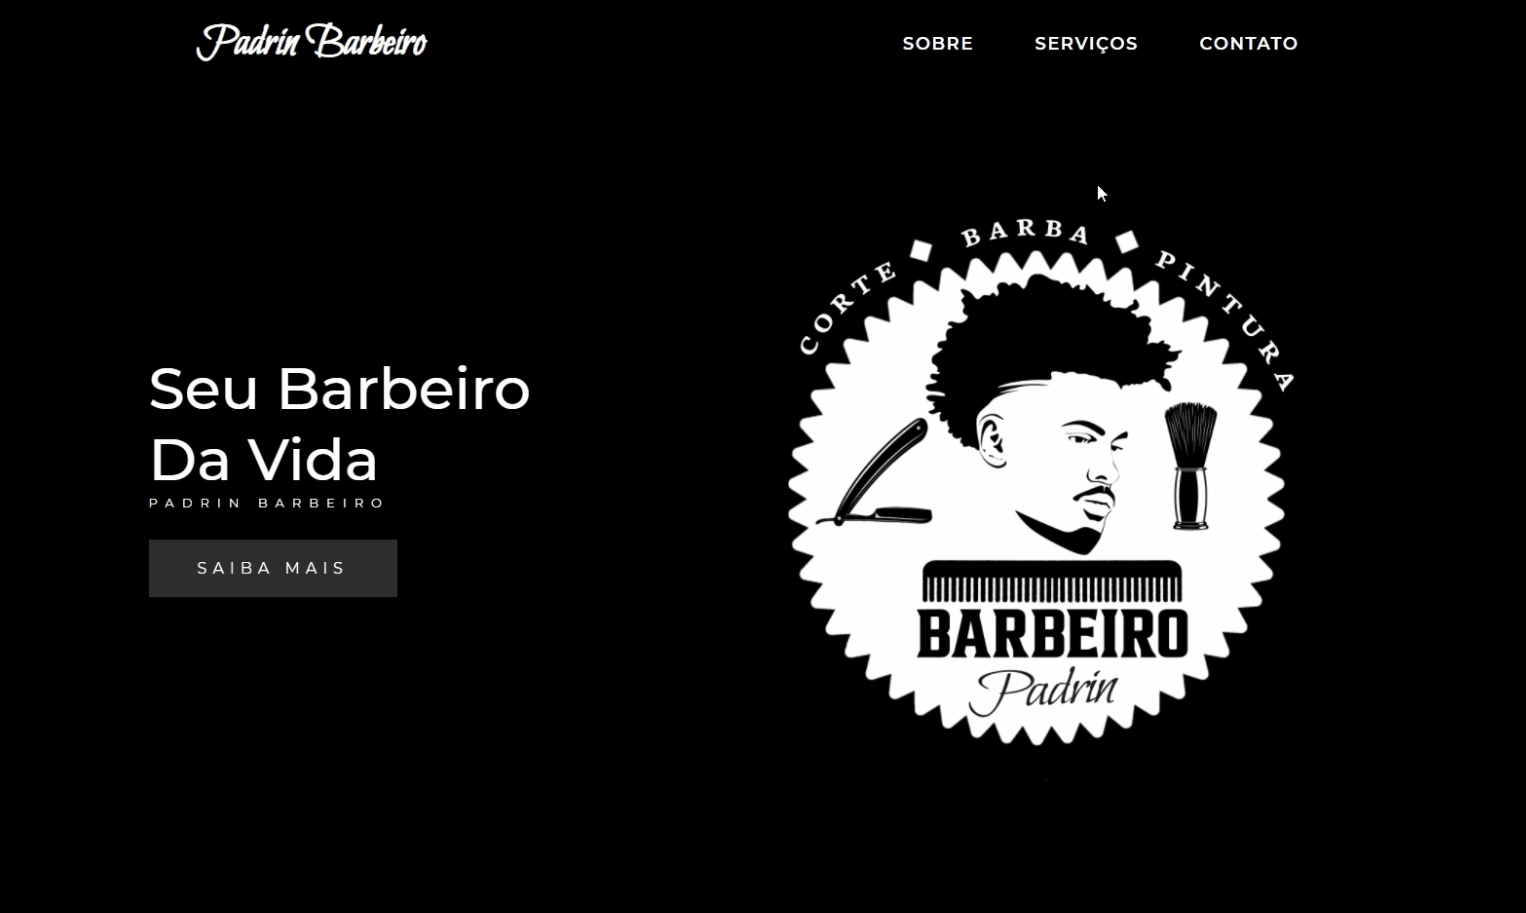 Padrin Barbeiro
SOBRE
SERVIÇOS
CONTATO
CORTE ◆ BARBA ◆ PINTURA
Seu Barbeiro
Da Vida
PADRIN BARBEIRO
SAIBA MAIS
BARBEIRO
Padrin